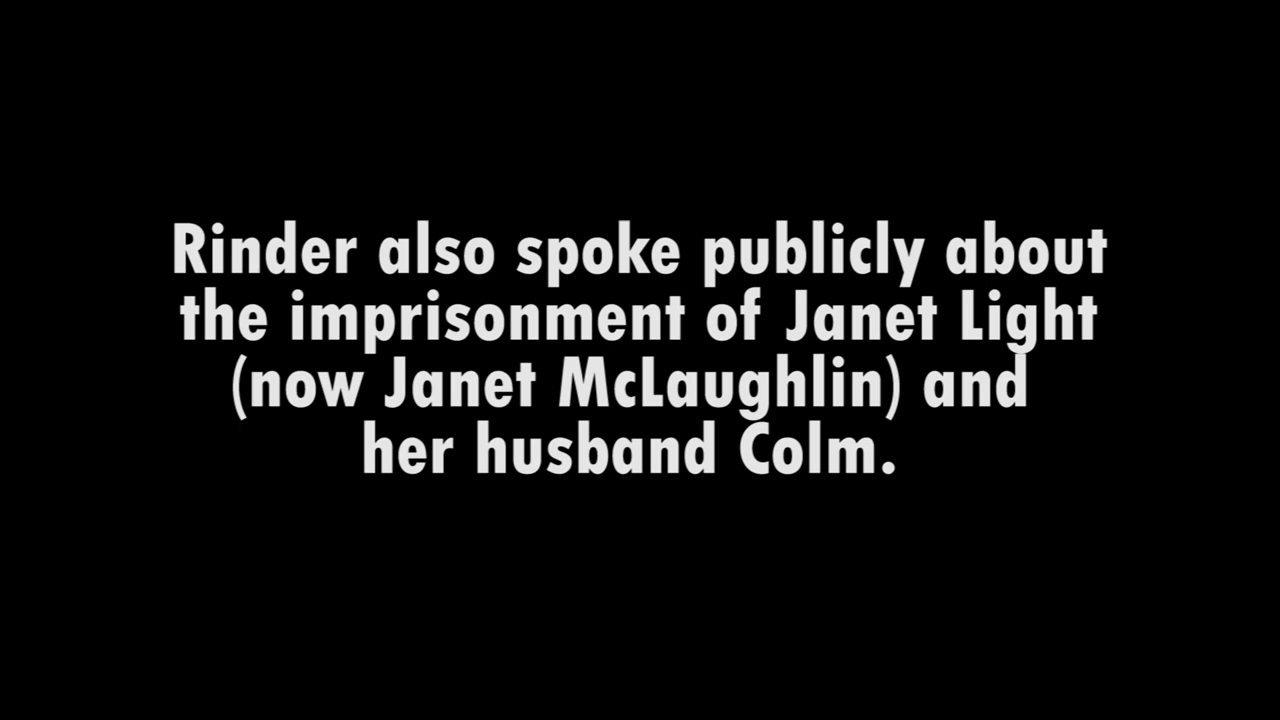 Rinder also spoke publicly about
the imprisonment of Janet Light
(now Janet McLaughlin) and
her husband Colm.